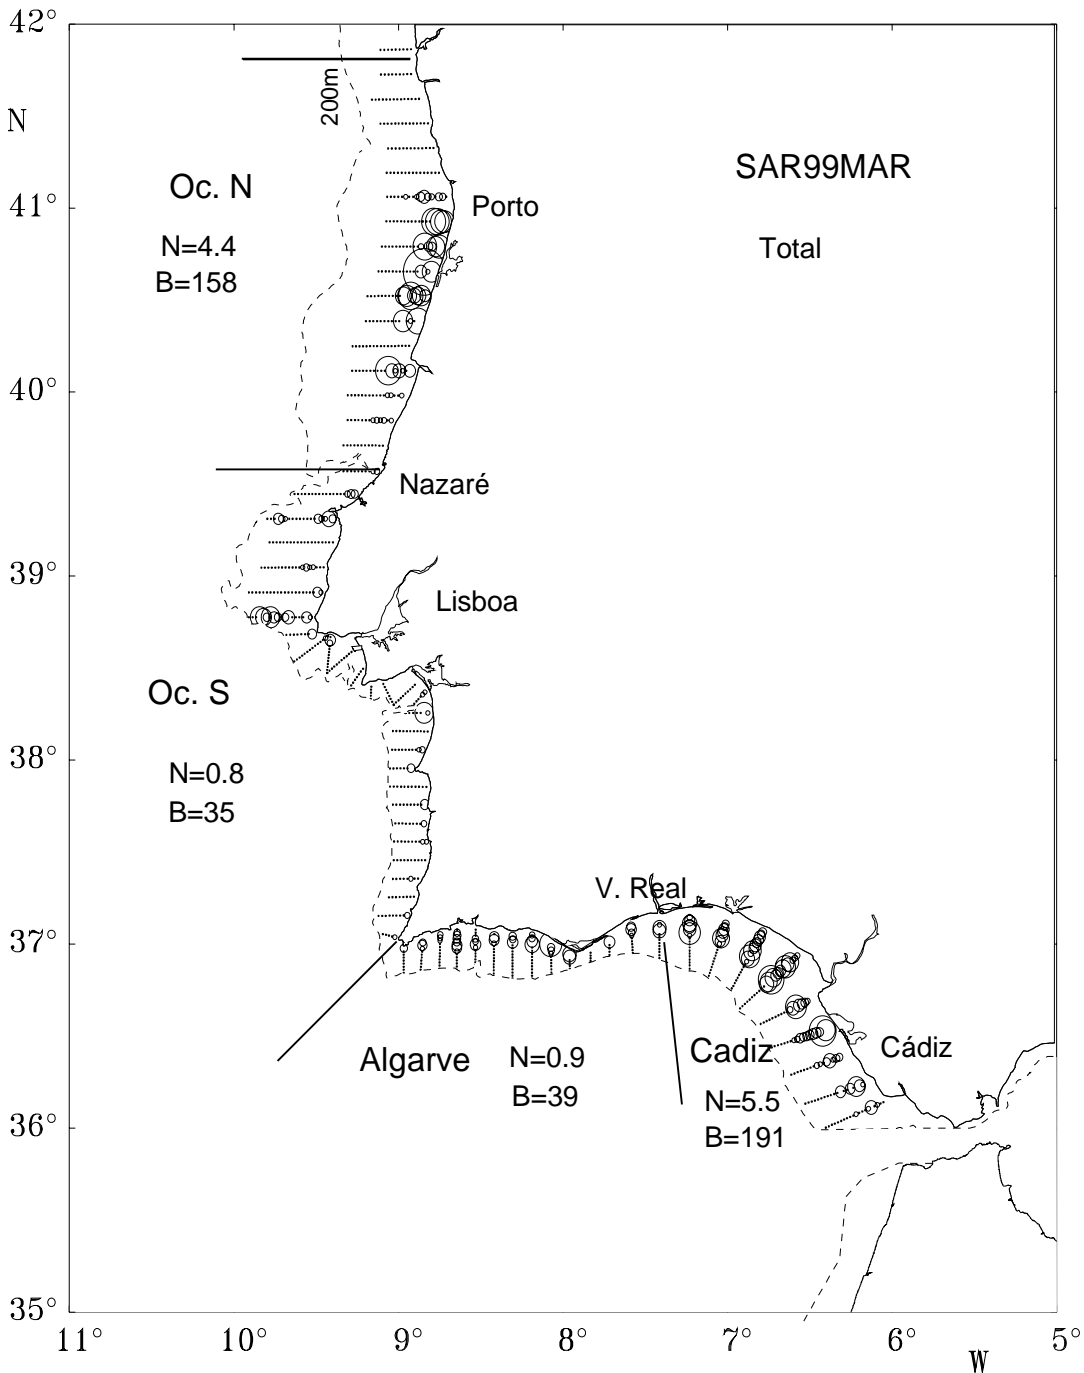 42°
200m
N
SAR99MAR
Oc. N
41°
Porto
N=4.4
Total
B=158
40°
Nazaré
39°
Lisboa
Oc. S
38°
N=0.8
B=35
V. Real
37°
Algarve
N=0.9
Cadiz
Cádiz
B=39
N=5.5
36°
B=191
35°
11° 10° 9° 8° 7° 6° 5°
W